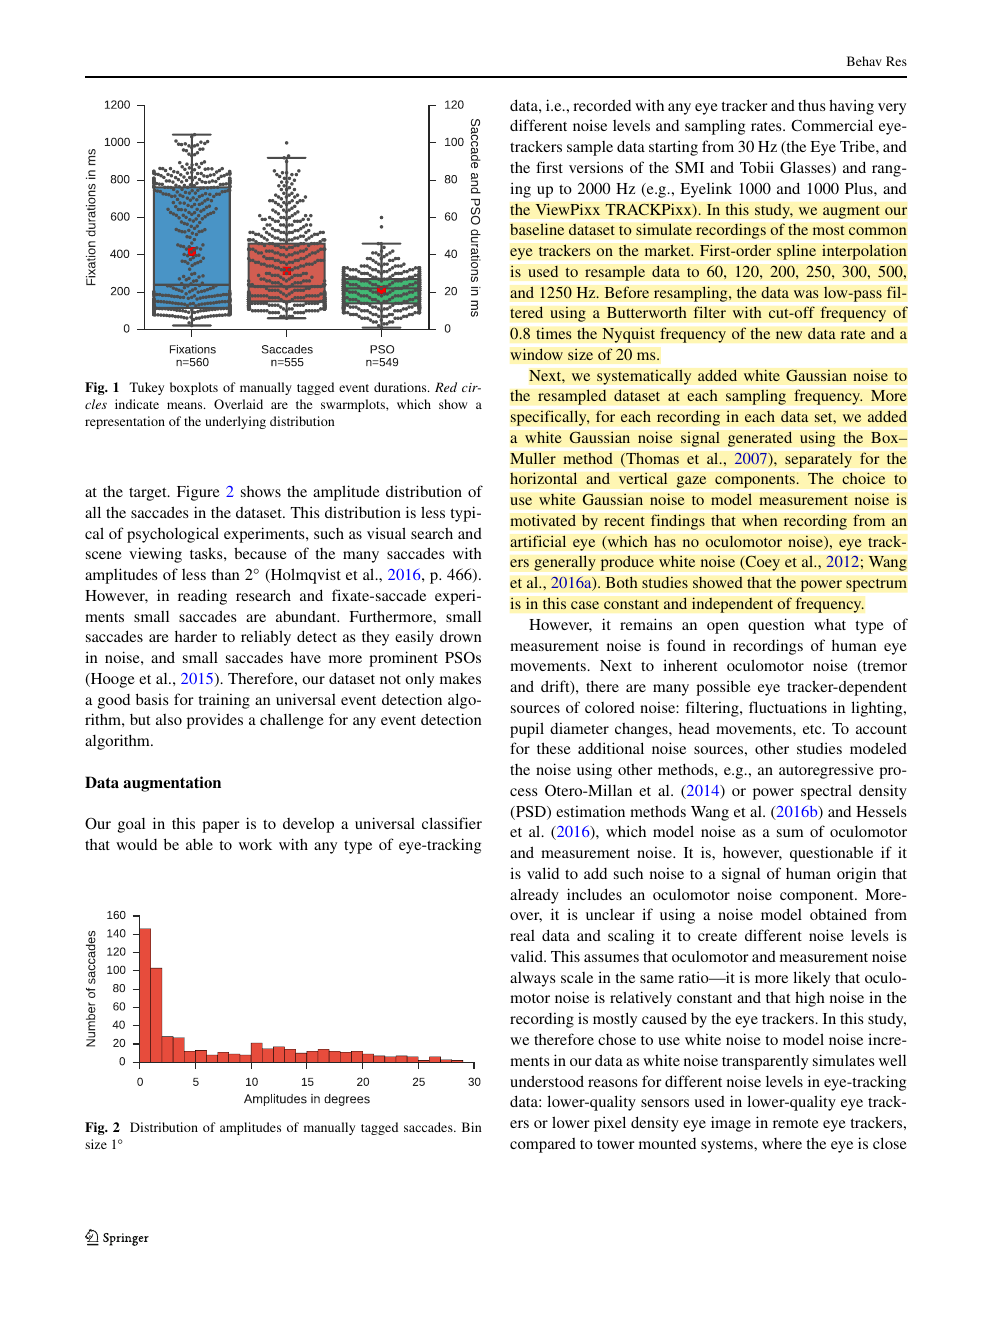 Behav Res
1200
1000
800
600
400
200
0
Fixation durations in ms
120
100
80
60
40
20
0
Saccade and PSO durations in ms
Fixations
n=560
Saccades
n=555
PSO
n=549
Fig. 1 Tukey boxplots of manually tagged event durations. Red cir-
cles indicate means. Overlaid are the swarmplots, which show a
representation of the underlying distribution
at the target. Figure 2 shows the amplitude distribution of
all the saccades in the dataset. This distribution is less typi-
cal of psychological experiments, such as visual search and
scene viewing tasks, because of the many saccades with
amplitudes of less than 2° (Holmqvist et al., 2016, p. 466).
However, in reading research and fixate-saccade experi-
ments small saccades are abundant. Furthermore, small
saccades are harder to reliably detect as they easily drown
in noise, and small saccades have more prominent PSOs
(Hooge et al., 2015). Therefore, our dataset not only makes
a good basis for training an universal event detection algo-
rithm, but also provides a challenge for any event detection
algorithm.
Data augmentation
Our goal in this paper is to develop a universal classifier
that would be able to work with any type of eye-tracking
160
140
120
100
80
60
40
20
0
Number of saccades
0 5 10 15 20 25 30
Amplitudes in degrees
Fig. 2 Distribution of amplitudes of manually tagged saccades. Bin
size 1°
data, i.e., recorded with any eye tracker and thus having very
different noise levels and sampling rates. Commercial eye-
trackers sample data starting from 30 Hz (the Eye Tribe, and
the first versions of the SMI and Tobii Glasses) and rang-
ing up to 2000 Hz (e.g., Eyelink 1000 and 1000 Plus, and
the ViewPixx TRACKPixx). In this study, we augment our
baseline dataset to simulate recordings of the most common
eye trackers on the market. First-order spline interpolation
is used to resample data to 60, 120, 200, 250, 300, 500,
and 1250 Hz. Before resampling, the data was low-pass fil-
tered using a Butterworth filter with cut-off frequency of
0.8 times the Nyquist frequency of the new data rate and a
window size of 20 ms.
Next, we systematically added white Gaussian noise to
the resampled dataset at each sampling frequency. More
specifically, for each recording in each data set, we added
a white Gaussian noise signal generated using the Box–
Muller method (Thomas et al., 2007), separately for the
horizontal and vertical gaze components. The choice to
use white Gaussian noise to model measurement noise is
motivated by recent findings that when recording from an
artificial eye (which has no oculomotor noise), eye track-
ers generally produce white noise (Coey et al., 2012; Wang
et al., 2016a). Both studies showed that the power spectrum
is in this case constant and independent of frequency.
However, it remains an open question what type of
measurement noise is found in recordings of human eye
movements. Next to inherent oculomotor noise (tremor
and drift), there are many possible eye tracker-dependent
sources of colored noise: filtering, fluctuations in lighting,
pupil diameter changes, head movements, etc. To account
for these additional noise sources, other studies modeled
the noise using other methods, e.g., an autoregressive pro-
cess Otero-Millan et al. (2014) or power spectral density
(PSD) estimation methods Wang et al. (2016b) and Hessels
et al. (2016), which model noise as a sum of oculomotor
and measurement noise. It is, however, questionable if it
is valid to add such noise to a signal of human origin that
already includes an oculomotor noise component. More-
over, it is unclear if using a noise model obtained from
real data and scaling it to create different noise levels is
valid. This assumes that oculomotor and measurement noise
always scale in the same ratio—it is more likely that oculo-
motor noise is relatively constant and that high noise in the
recording is mostly caused by the eye trackers. In this study,
we therefore chose to use white noise to model noise incre-
ments in our data as white noise transparently simulates well
understood reasons for different noise levels in eye-tracking
data: lower-quality sensors used in lower-quality eye track-
ers or lower pixel density eye image in remote eye trackers,
compared to tower mounted systems, where the eye is close
Springer